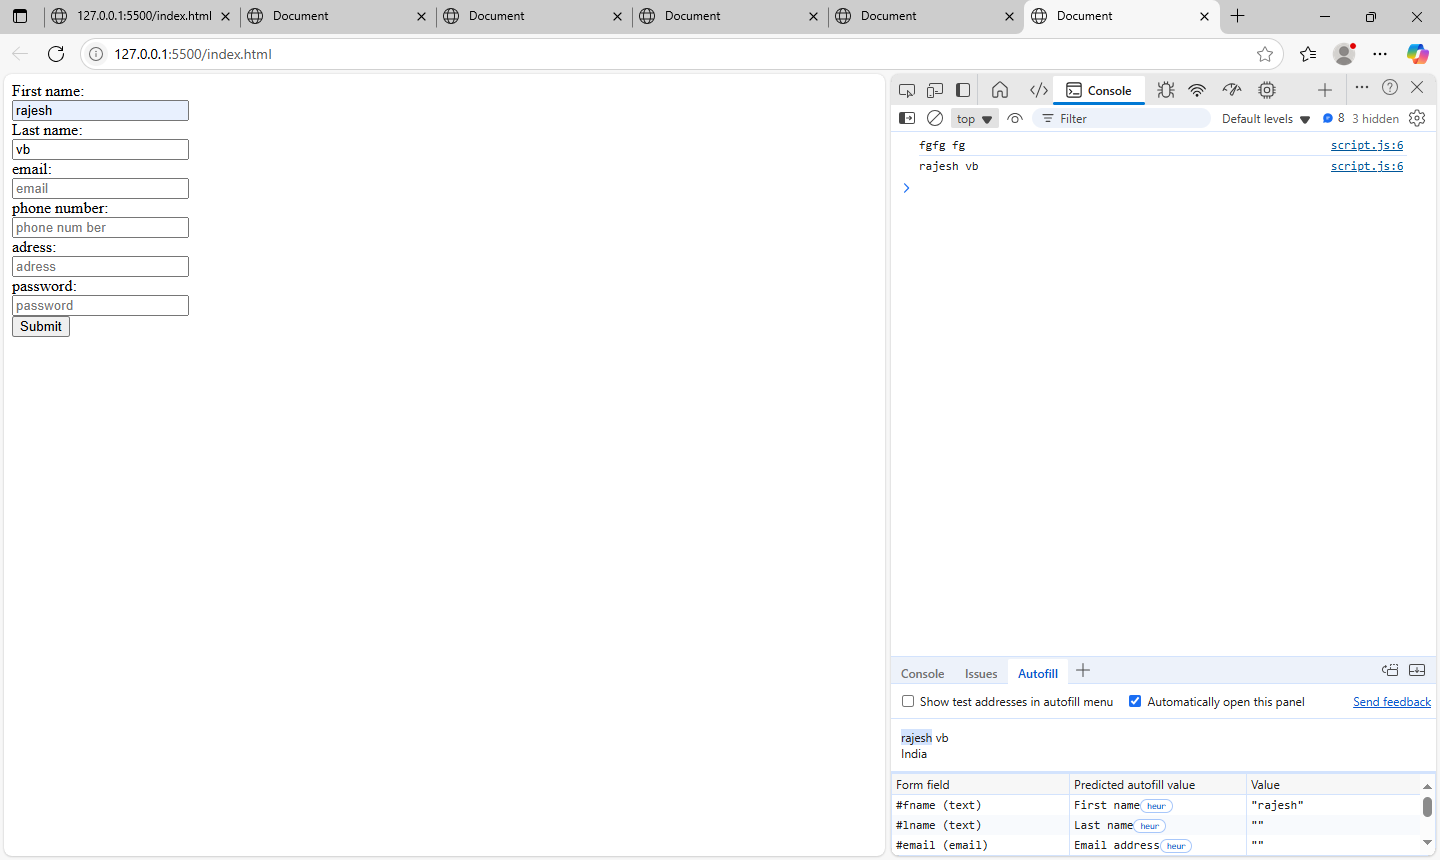 127.0.0.1:5500/index.html Document Document Document Document Document
127.0.0.1:5500/index.html
First name:
rajesh
Last name:
vb
email:
email
phone number:
phone num ber
adress:
adress
password:
password
Submit
Console
top Filter Default levels 8 3 hidden
fgfg fg script.js:6
rajesh vb script.js:6
Console Issues Autofill
Show test addresses in autofill menu Automatically open this panel Send feedback
rajesh vb
India
Form field Predicted autofill value Value
#fname (text) First name heur "rajesh"
#lname (text) Last name heur ""
#email (email) Email address heur ""